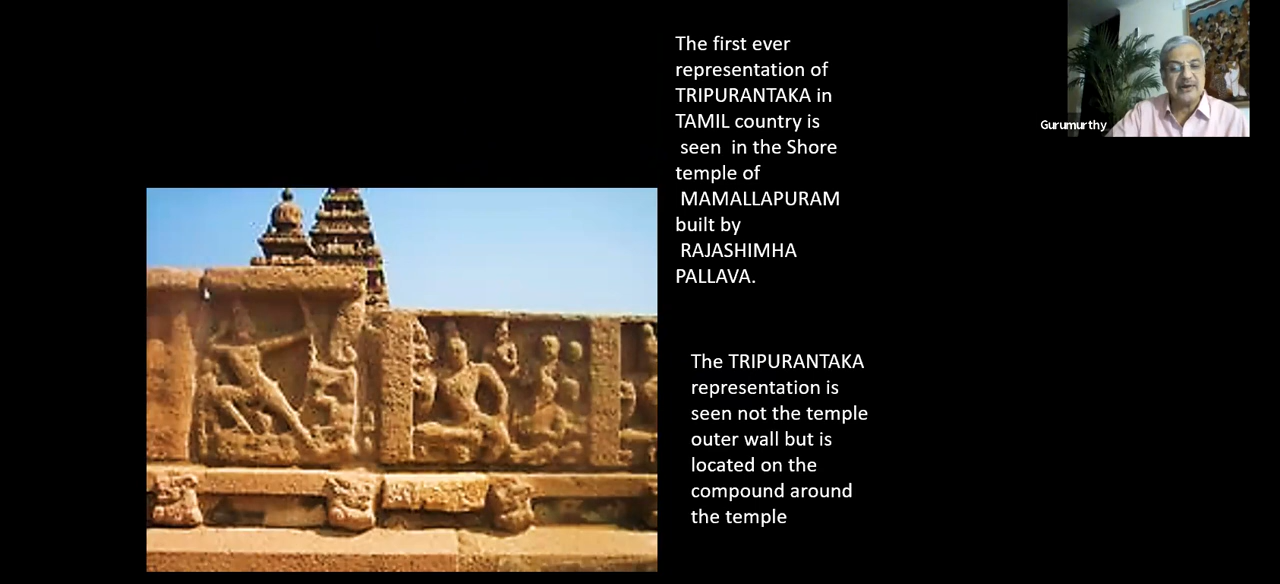 The first ever
representation of
TRIPURANTAKA in
TAMIL country is
seen in the Shore
temple of
MAMALLAPURAM
built by
RAJASHIMHA
PALLAVA.
The TRIPURANTAKA
representation is
seen not the temple
outer wall but is
located on the
compound around
the temple
Gurumurthy